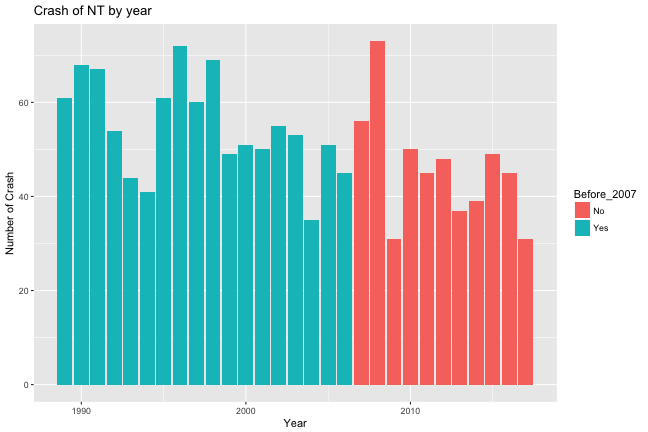 Crash of NT by year
Number of Crash
60
40
20
0
1990
2000
2010
Year
Before_2007
No
Yes